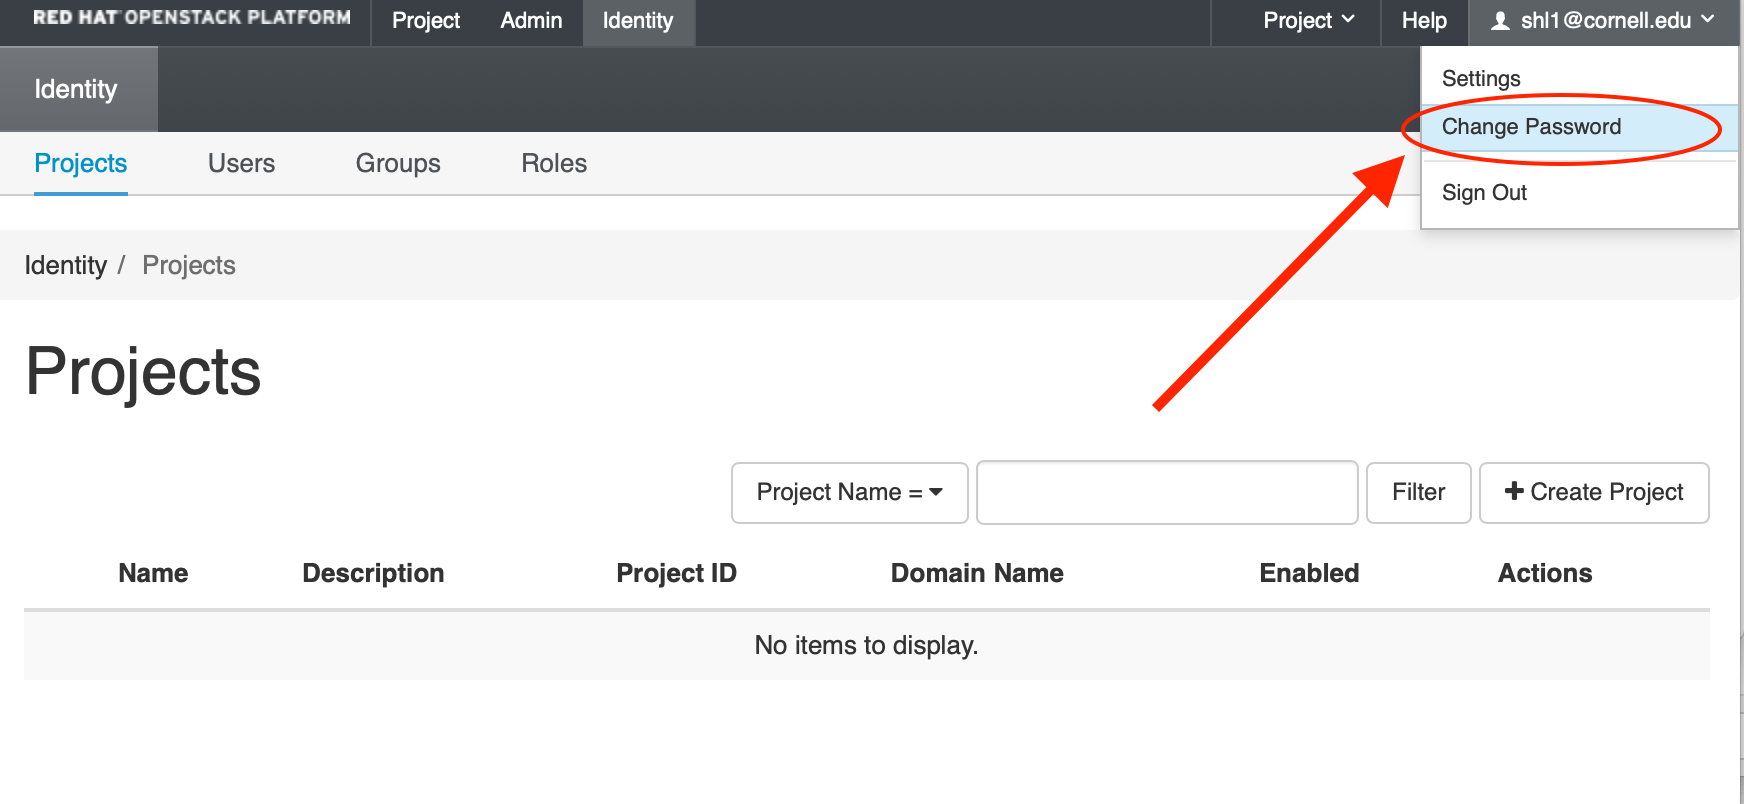 RED HAT OPENSTACK PLATFORM Project Admin Identity Project Help shl1@cornell.edu
Identity
Settings
Change Password
Sign Out
Projects Users Groups Roles
Identity / Projects
Projects
Project Name = Filter + Create Project
Name Description Project ID Domain Name Enabled Actions
No items to display.